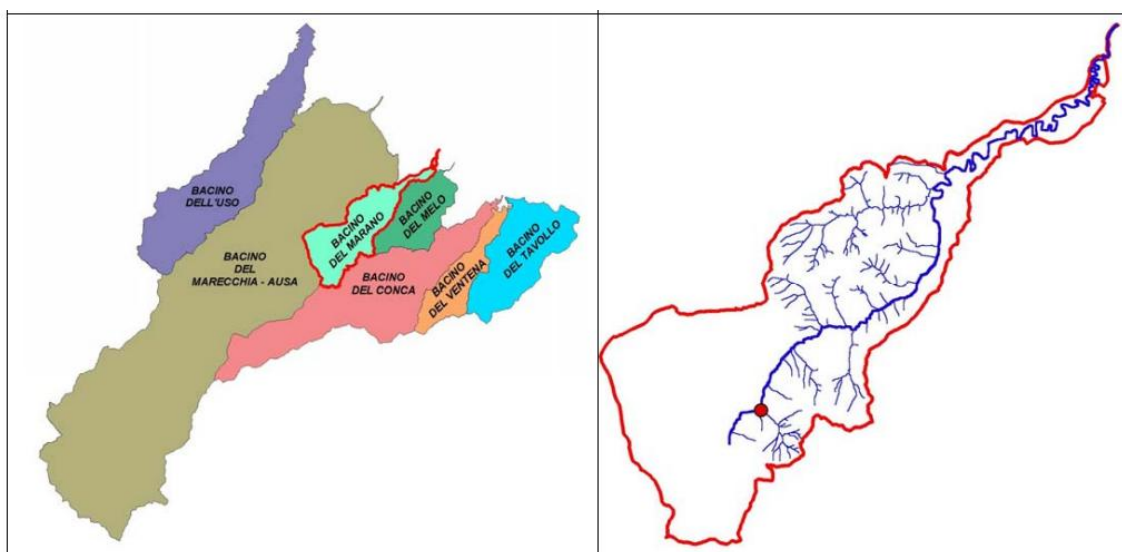 BACINO
DELL'USO
BACINO
DEL
MARECCHIA - AUSA
BACINO
DEL MARANO
BACINO
DEL MELO
BACINO
DEL CONCA
BACINO
DEL VENTENA
BACINO
DEL TAVOLLO